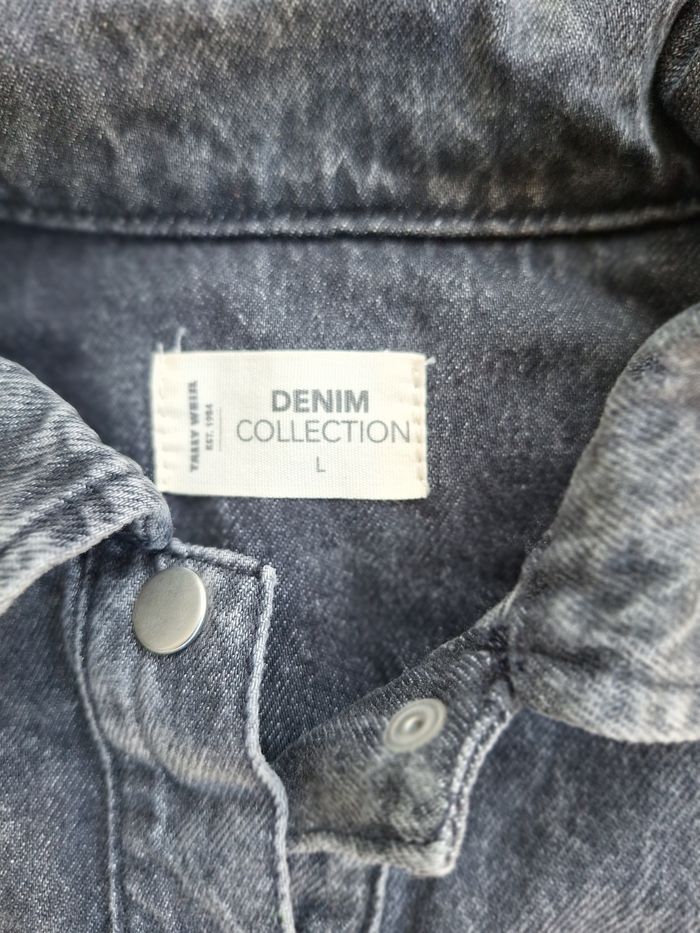 TALLY WEiJL
EST. 1984
DENIM
COLLECTION
L